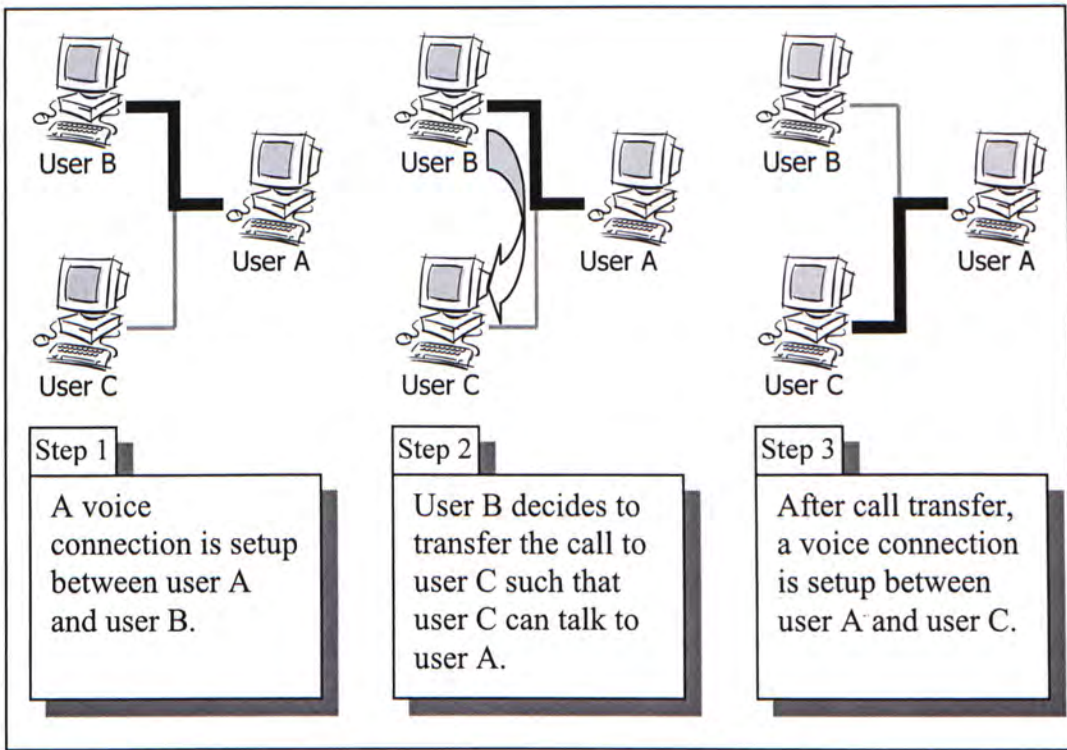 User B
User A
User C
User B
User A
User C
User B
User A
User C
Step 1
A voice
connection is setup
between user A
and user B.
Step 2
User B decides to
transfer the call to
user C such that
user C can talk to
user A.
Step 3
After call transfer,
a voice connection
is setup between
user A and user C.